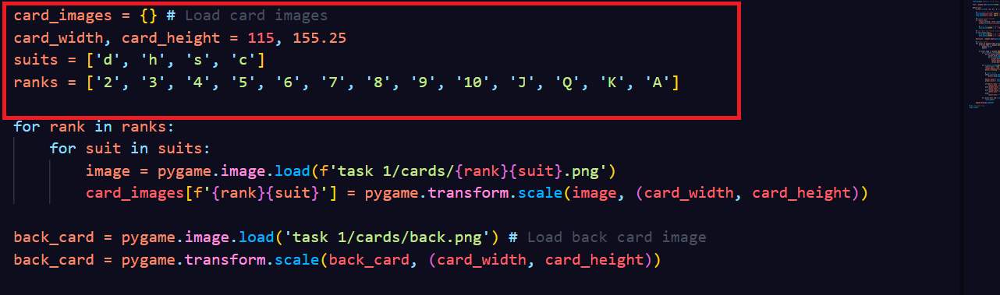 card_images = {} # Load card images
card_width, card_height = 115, 155.25
suits = ['d', 'h', 's', 'c']
ranks = ['2', '3', '4', '5', '6', '7', '8', '9', '10', 'J', 'Q', 'K', 'A']
for rank in ranks:
    for suit in suits:
        image = pygame.image.load(f'task 1/cards/{rank}{suit}.png')
        card_images[f'{rank}{suit}'] = pygame.transform.scale(image, (card_width, card_height))
back_card = pygame.image.load('task 1/cards/back.png') # Load back card image
back_card = pygame.transform.scale(back_card, (card_width, card_height))